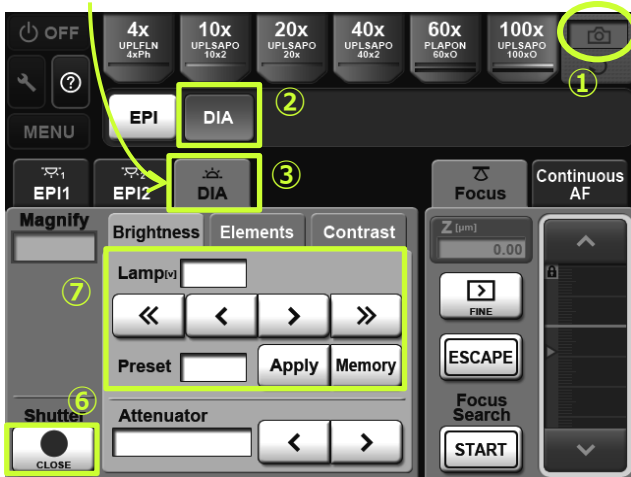 OFF
4x
UPLFLN
4xPh
10x
UPLSAPO
10x2
20x
UPLSAPO
20x
40x
UPLSAPO
40x2
60x
PLAPON
60xO
100x
UPLSAPO
100xO
①
?
MENU
EPI
DIA
②
1
EPI1
2
EPI2
DIA
③
Focus
Continuous
AF
Magnify
Brightness
Elements
Contrast
Z [μm]
0.00
⑦
Lamp[v]
FINE
Preset
Apply
Memory
ESCAPE
⑥
Shutter
CLOSE
Attenuator
Focus
Search
START